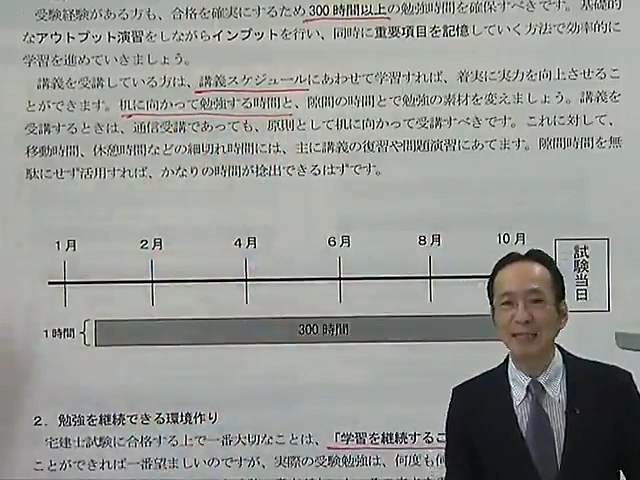 受験経験がある方も、合格を確実にするため300時間以上の勉強時間を確保すべきです。基礎的
なアウトプット演習をしながらインプットを行い、同時に重要項目を記憶していく方法で効率的に
学習を進めていきましょう。
講義を受講している方は、講義スケジュールにあわせて学習すれば、着実に実力を向上させるこ
とができます。机に向かって勉強する時間と、隙間の時間とで勉強の素材を変えましょう。講義を
受講するときは、通信受講であっても、原則として机に向かって受講すべきです。これに対して、
移動時間、休憩時間などの細切れ時間には、主に講義の復習や問題演習にあてます。隙間時間を無
駄にせず活用すれば、かなりの時間が捻出できるはずです。
1月 2月 4月 6月 8月 10月
試験当日
1時間
300時間
2．勉強を継続できる環境作り
宅建士試験に合格する上で一番大切なことは、「学習を継続するこ
ことができれば一番望ましいのですが、実際の受験勉強は、何度も